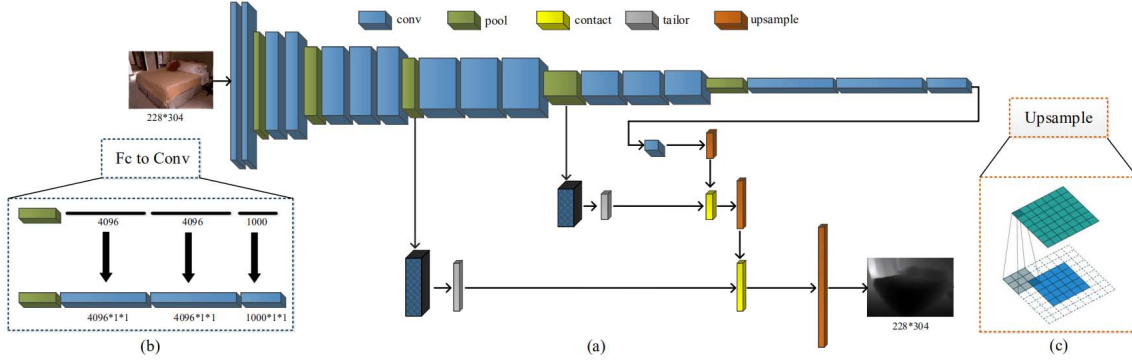 conv
pool
contact
tailor
upsample
228*304
Fc to Conv
4096
4096
1000
4096*1*1
4096*1*1
1000*1*1
(b)
(a)
228*304
Upsample
(c)